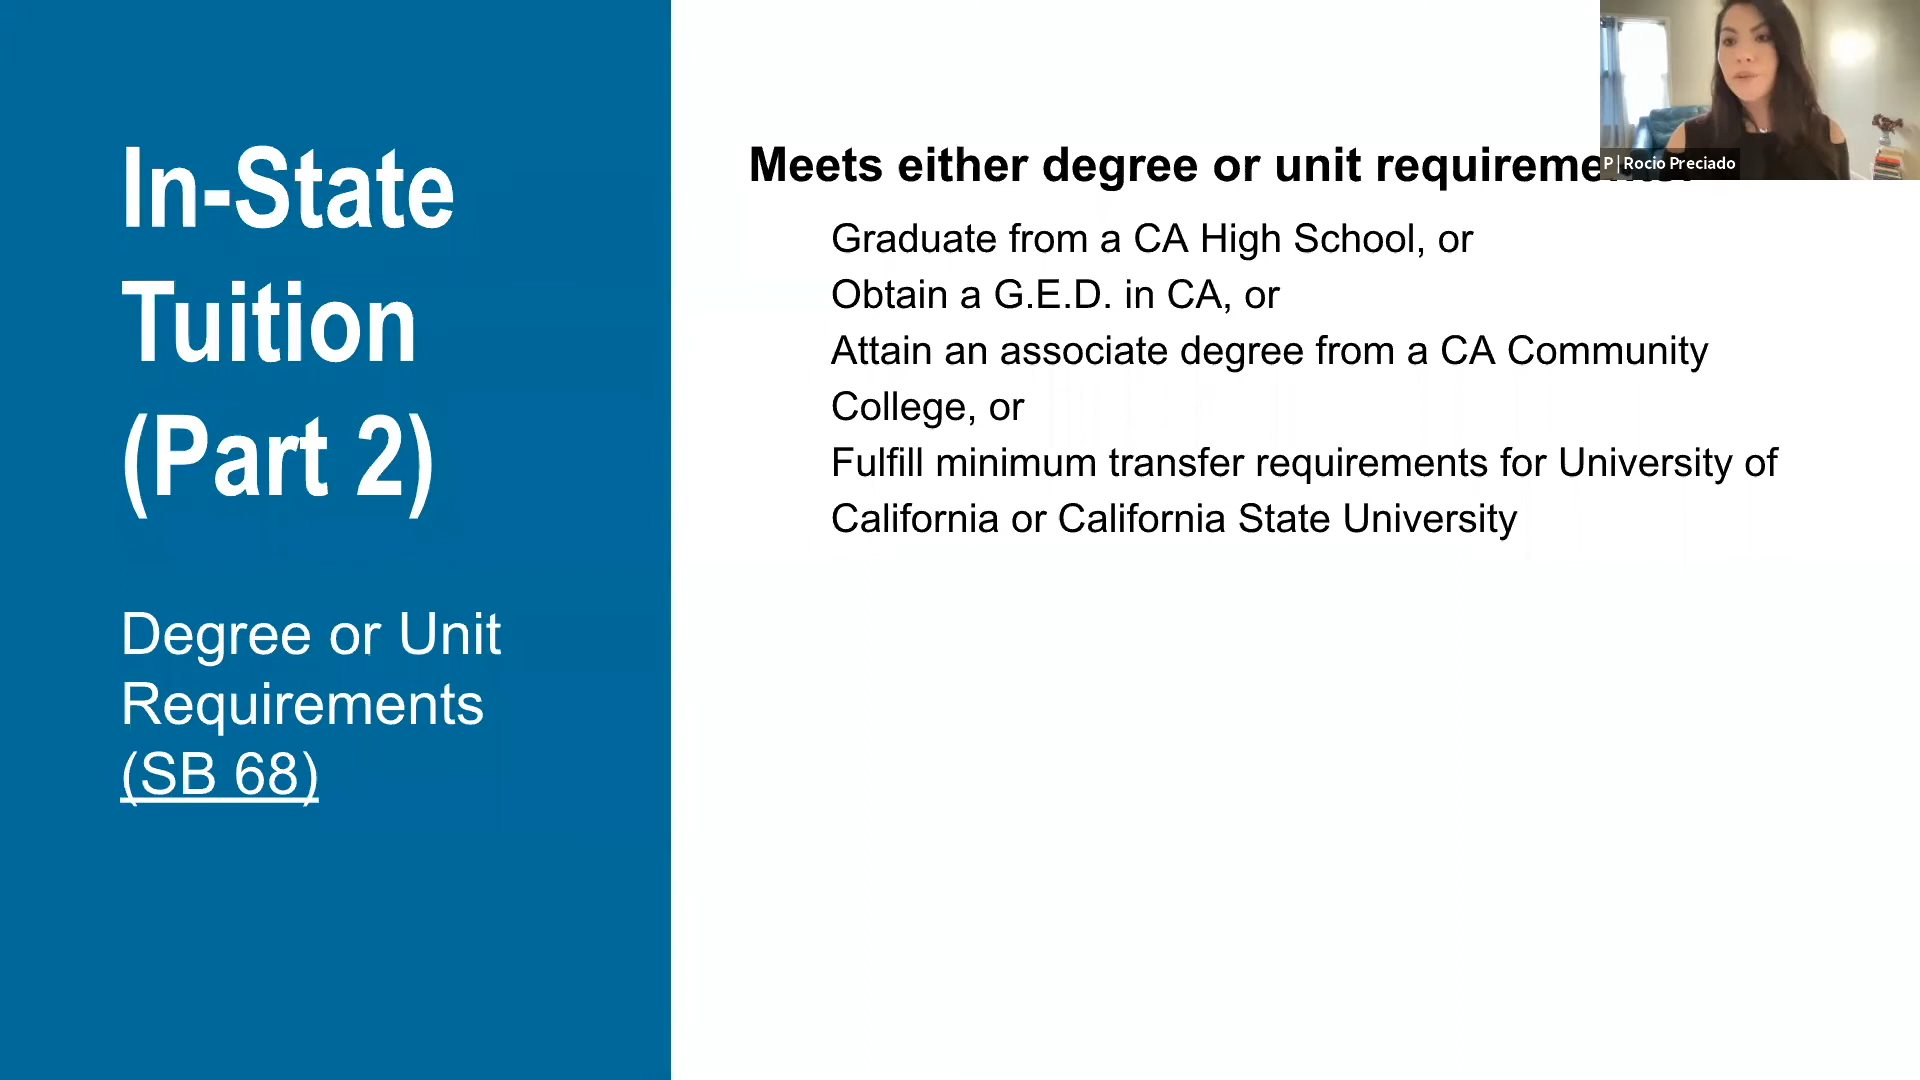 In-State
Tuition
(Part 2)
Degree or Unit
Requirements
(SB 68)
Meets either degree or unit
Graduate from a CA High School, or
Obtain a G.E.D. in CA, or
Attain an associate degree from a CA Community
College, or
Fulfill minimum transfer requirements for University of
California or California State University
P | Rocio Preciado